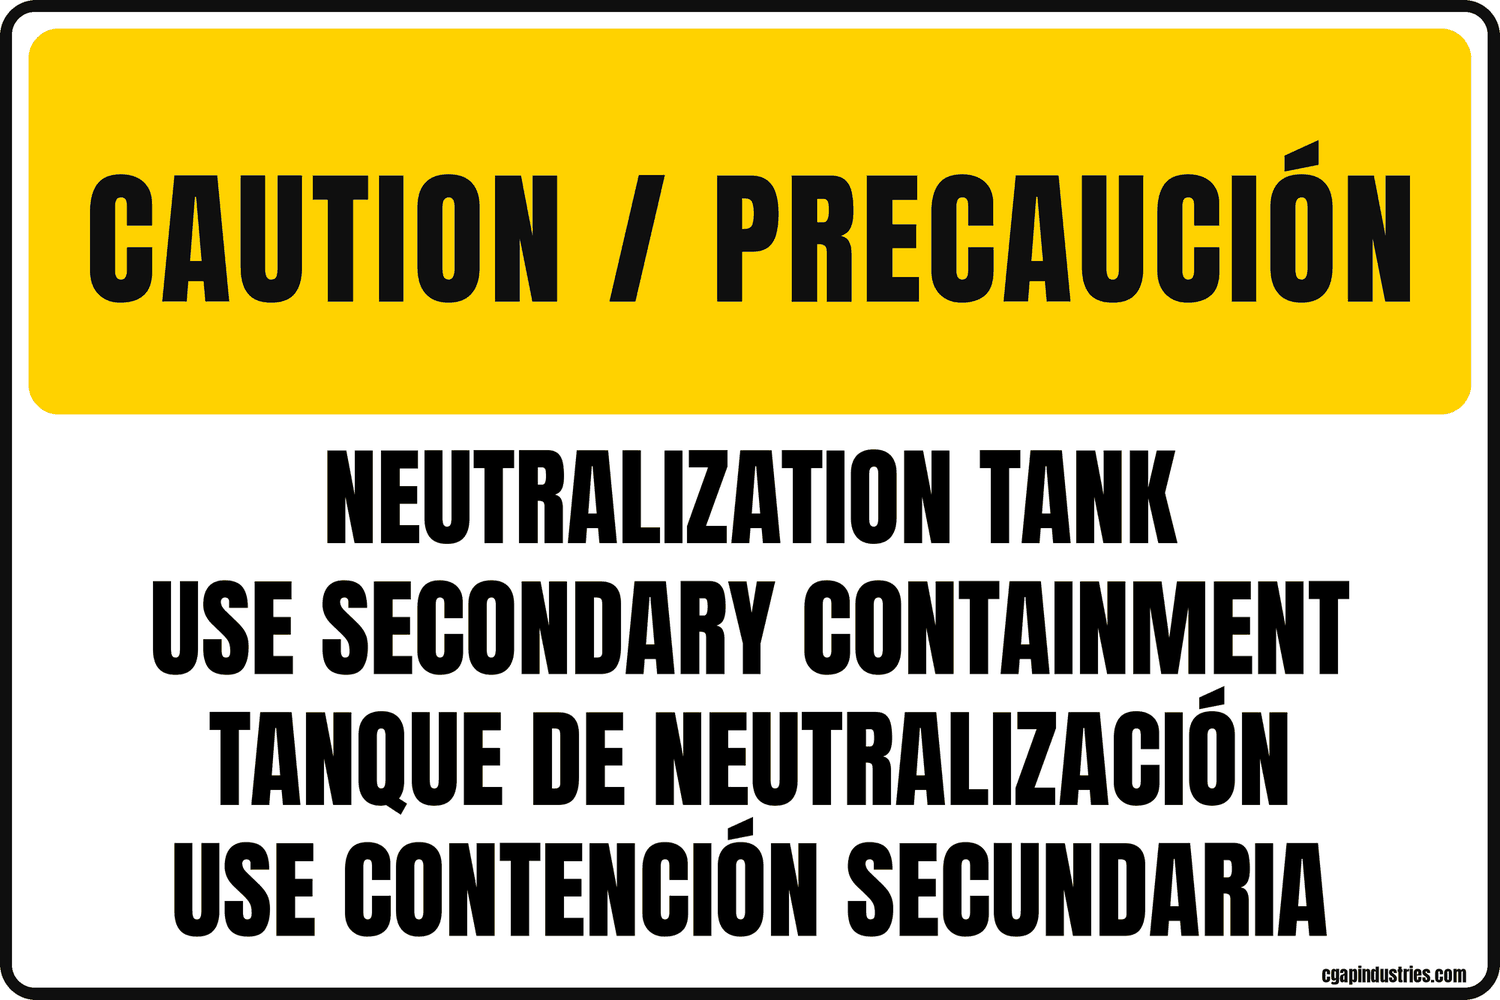 CAUTION / PRECAUCIÓN
NEUTRALIZATION TANK
USE SECONDARY CONTAINMENT
TANQUE DE NEUTRALIZACIÓN
USE CONTENCIÓN SECUNDARIA
cgapindustries.com